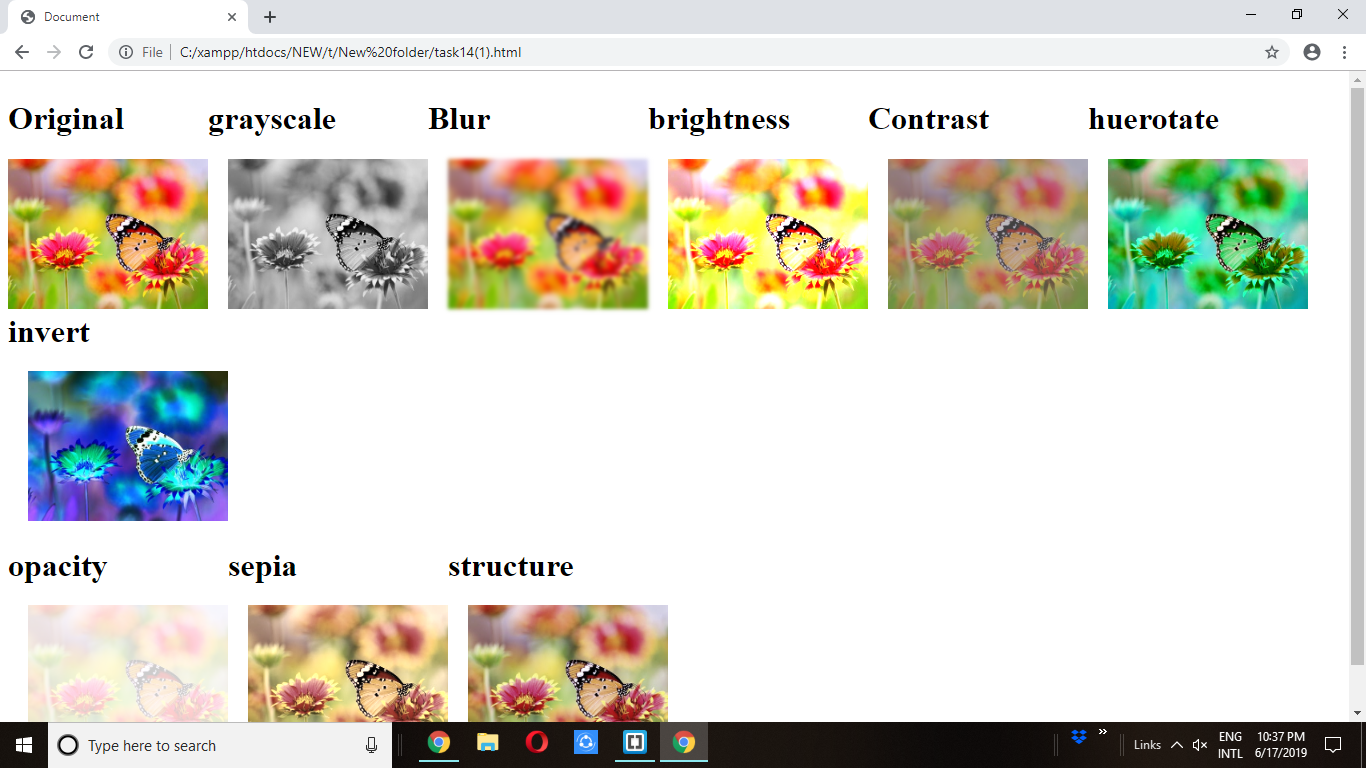 Document
File
C:/xampp/htdocs/NEW/t/New%20folder/task14(1).html
Original grayscale Blur brightness Contrast huerotate
invert
opacity sepia structure
Type here to search
Links
ENG
INTL
10:37 PM
6/17/2019